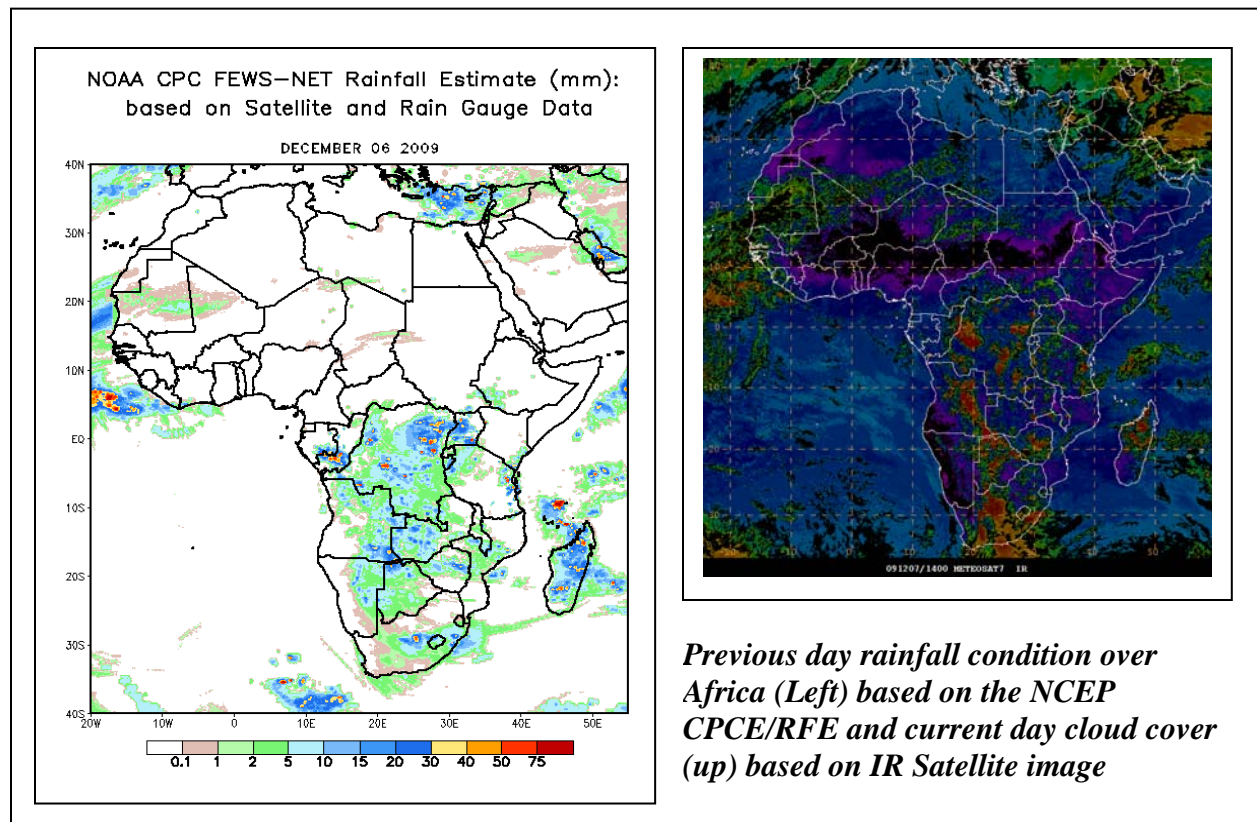 NOAA CPC FEWS-NET Rainfall Estimate (mm):
based on Satellite and Rain Gauge Data
DECEMBER 06 2009
40N
30N
20N
10N
EQ
10S
20S
30S
40S
20W 10W 0 10E 20E 30E 40E 50E
0.1 1 2 5 10 15 20 30 40 50 75
091207/1400 METEOSAT7 IR
Previous day rainfall condition over
Africa (Left) based on the NCEP
CPCE/RFE and current day cloud cover
(up) based on IR Satellite image